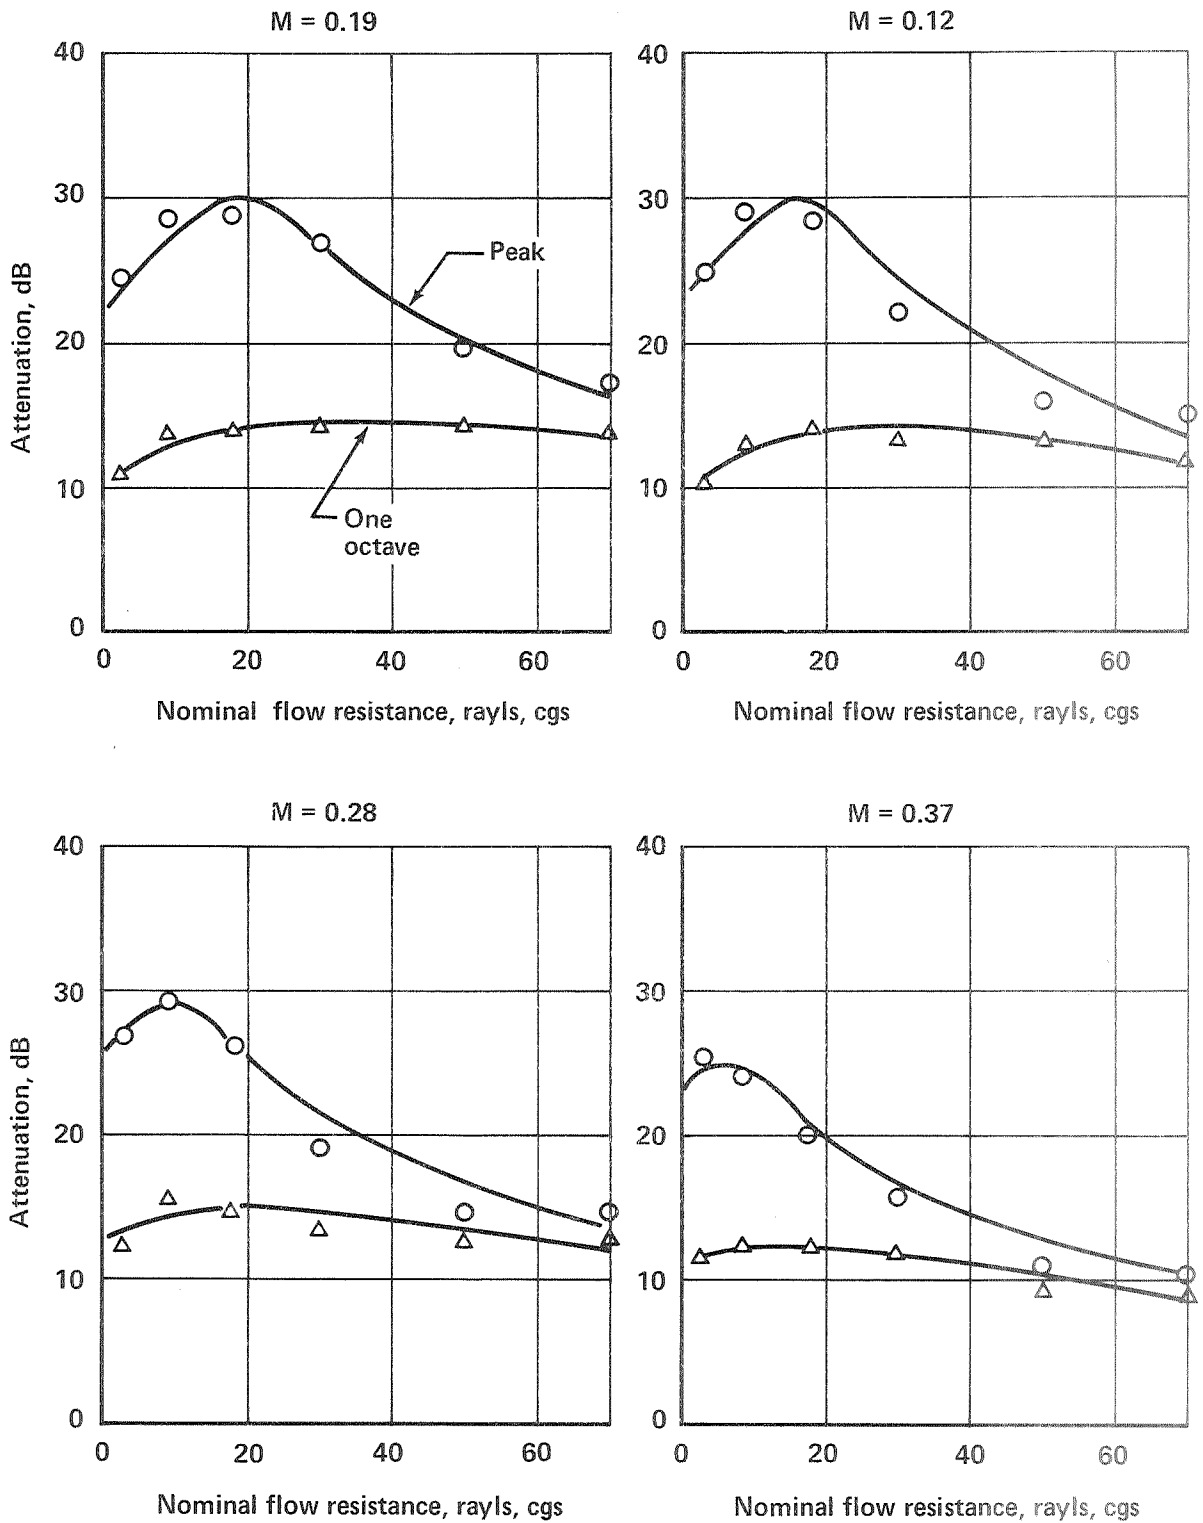 M = 0.19
40
30
20
10
0
Attenuation, dB
Peak
One
octave
0 20 40 60
Nominal flow resistance, rayls, cgs
M = 0.12
40
30
20
10
0
0 20 40 60
Nominal flow resistance, rayls, cgs
M = 0.28
40
30
20
10
0
Attenuation, dB
0 20 40 60
Nominal flow resistance, rayls, cgs
M = 0.37
40
30
20
10
0
0 20 40 60
Nominal flow resistance, rayls, cgs